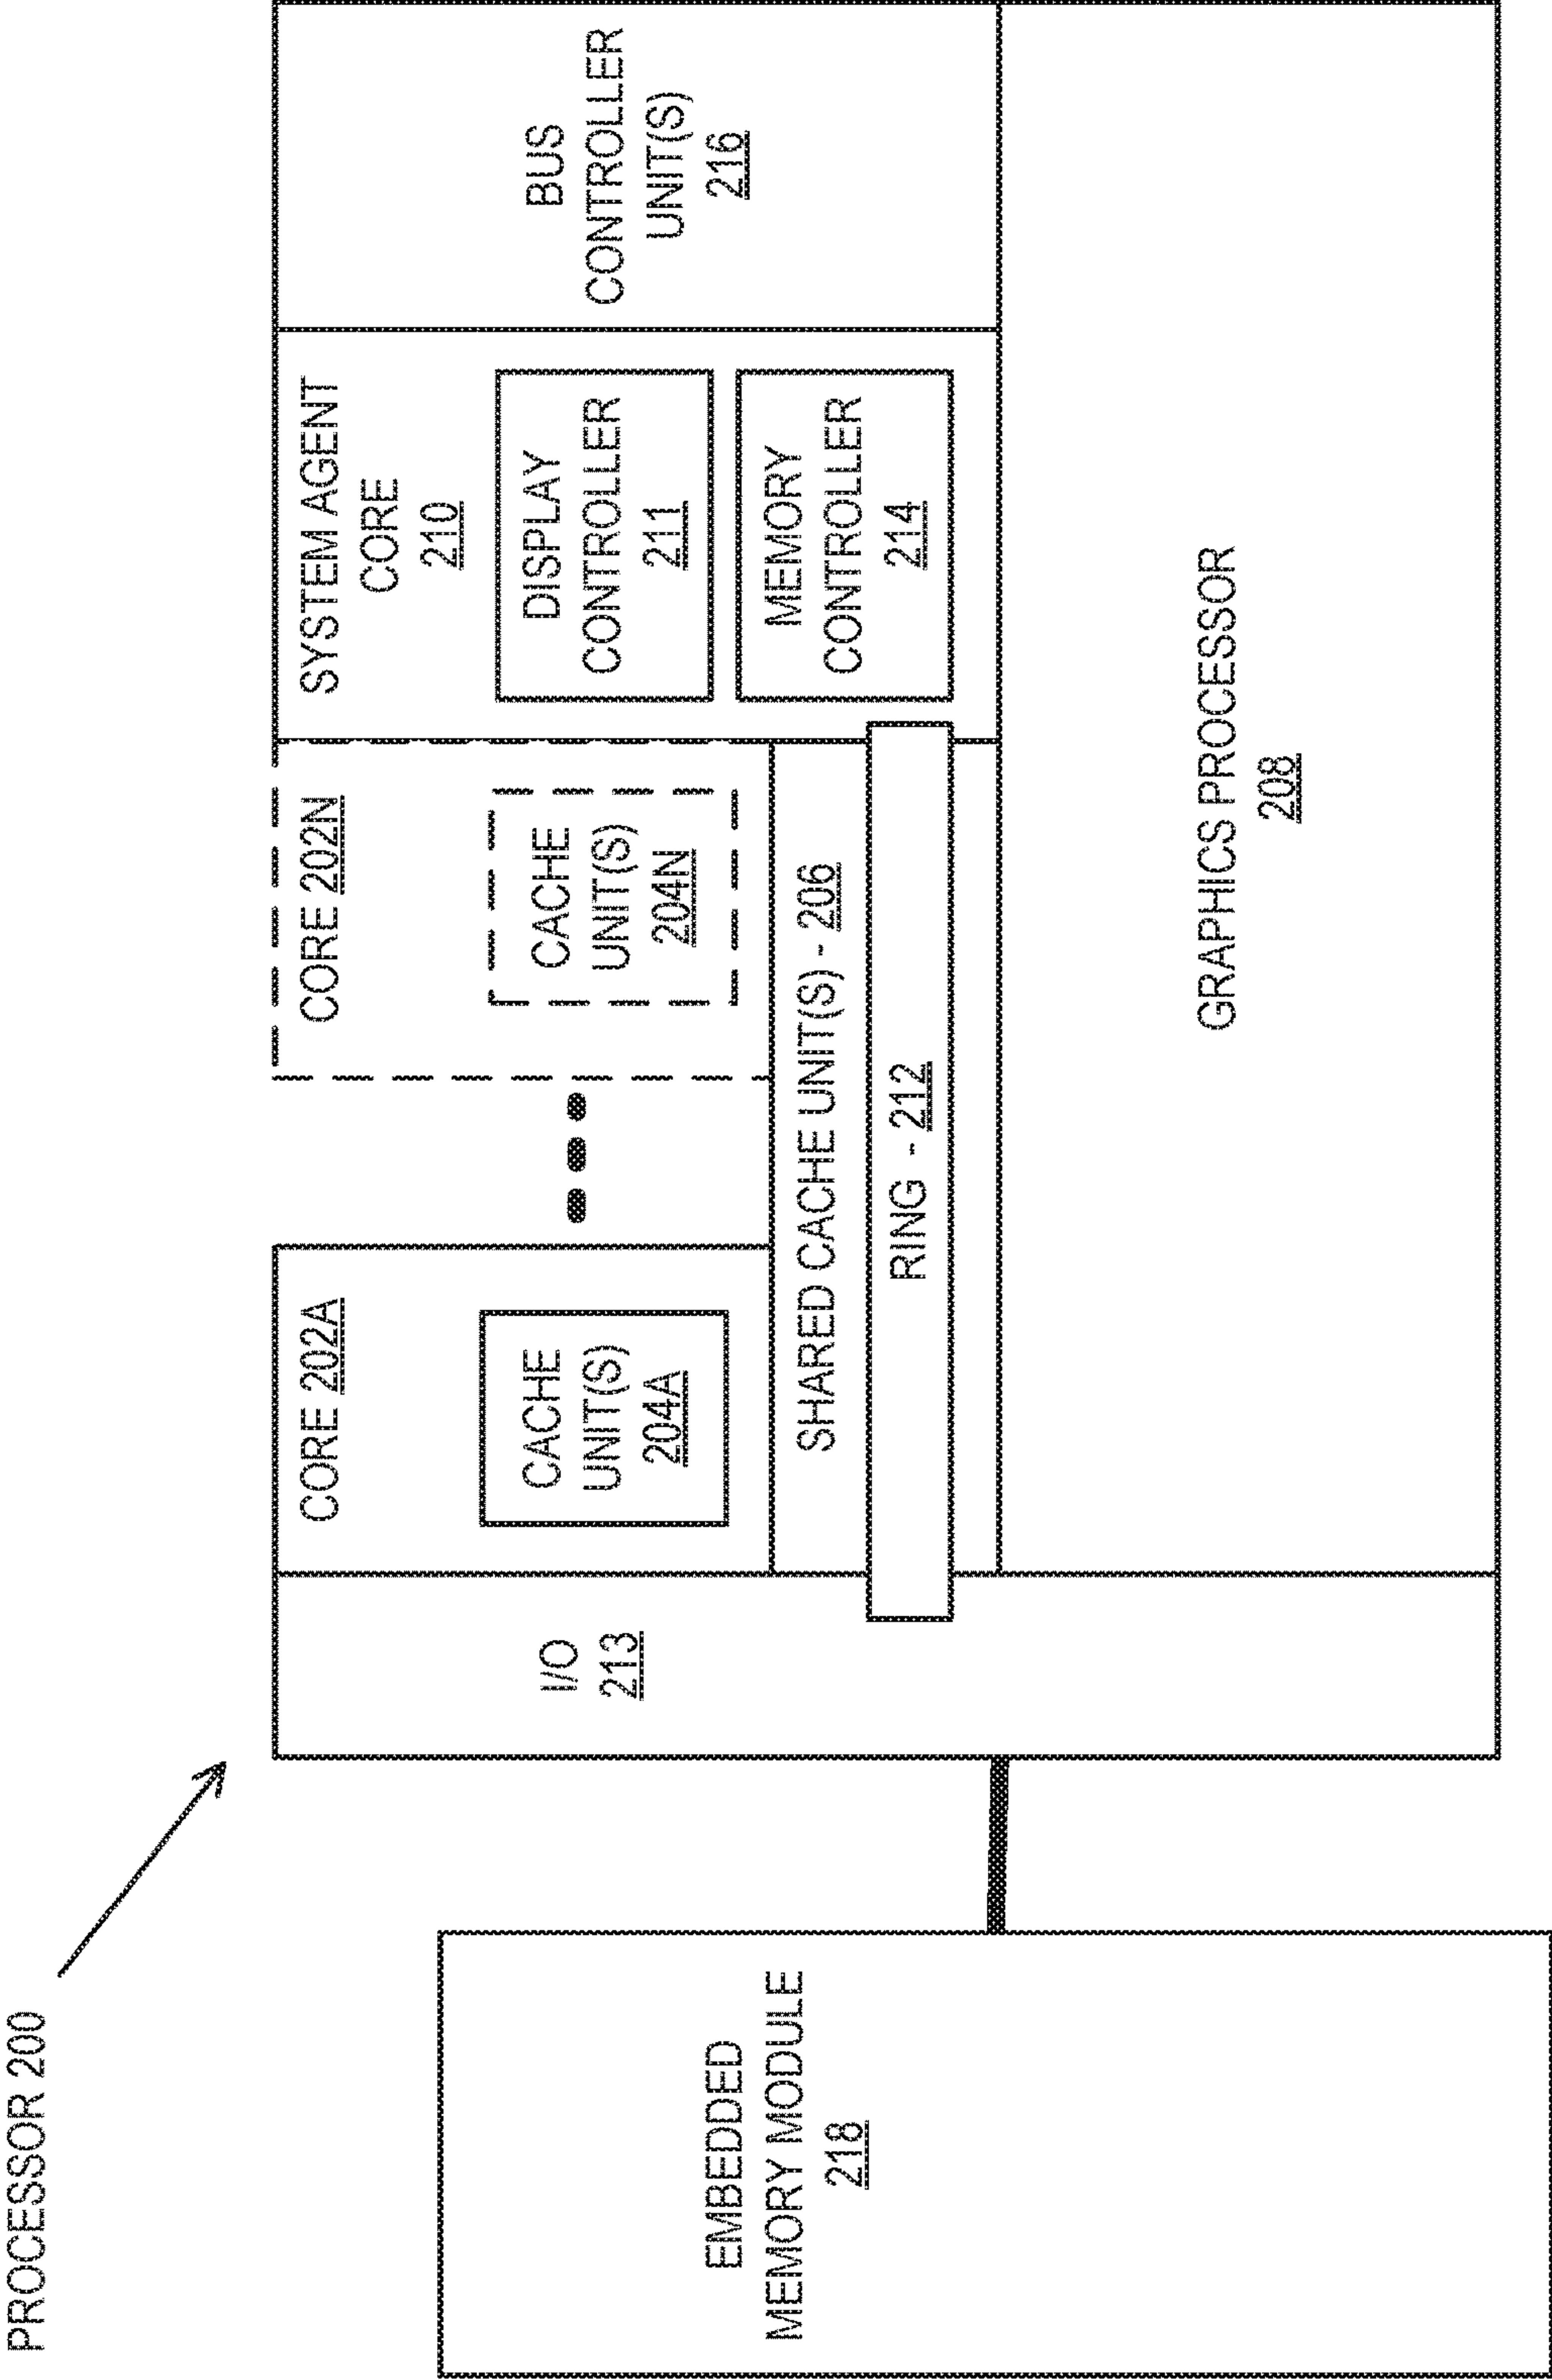 PROCESSOR 200
EMBEDDED
MEMORY MODULE
218
I/O
213
CORE 202A
CACHE
UNIT(S)
204A
CORE 202N
CACHE
UNIT(S)
204N
SHARED CACHE UNIT(S) - 206
RING - 212
SYSTEM AGENT
CORE
210
DISPLAY
CONTROLLER
211
MEMORY
CONTROLLER
214
BUS
CONTROLLER
UNIT(S)
216
GRAPHICS PROCESSOR
208